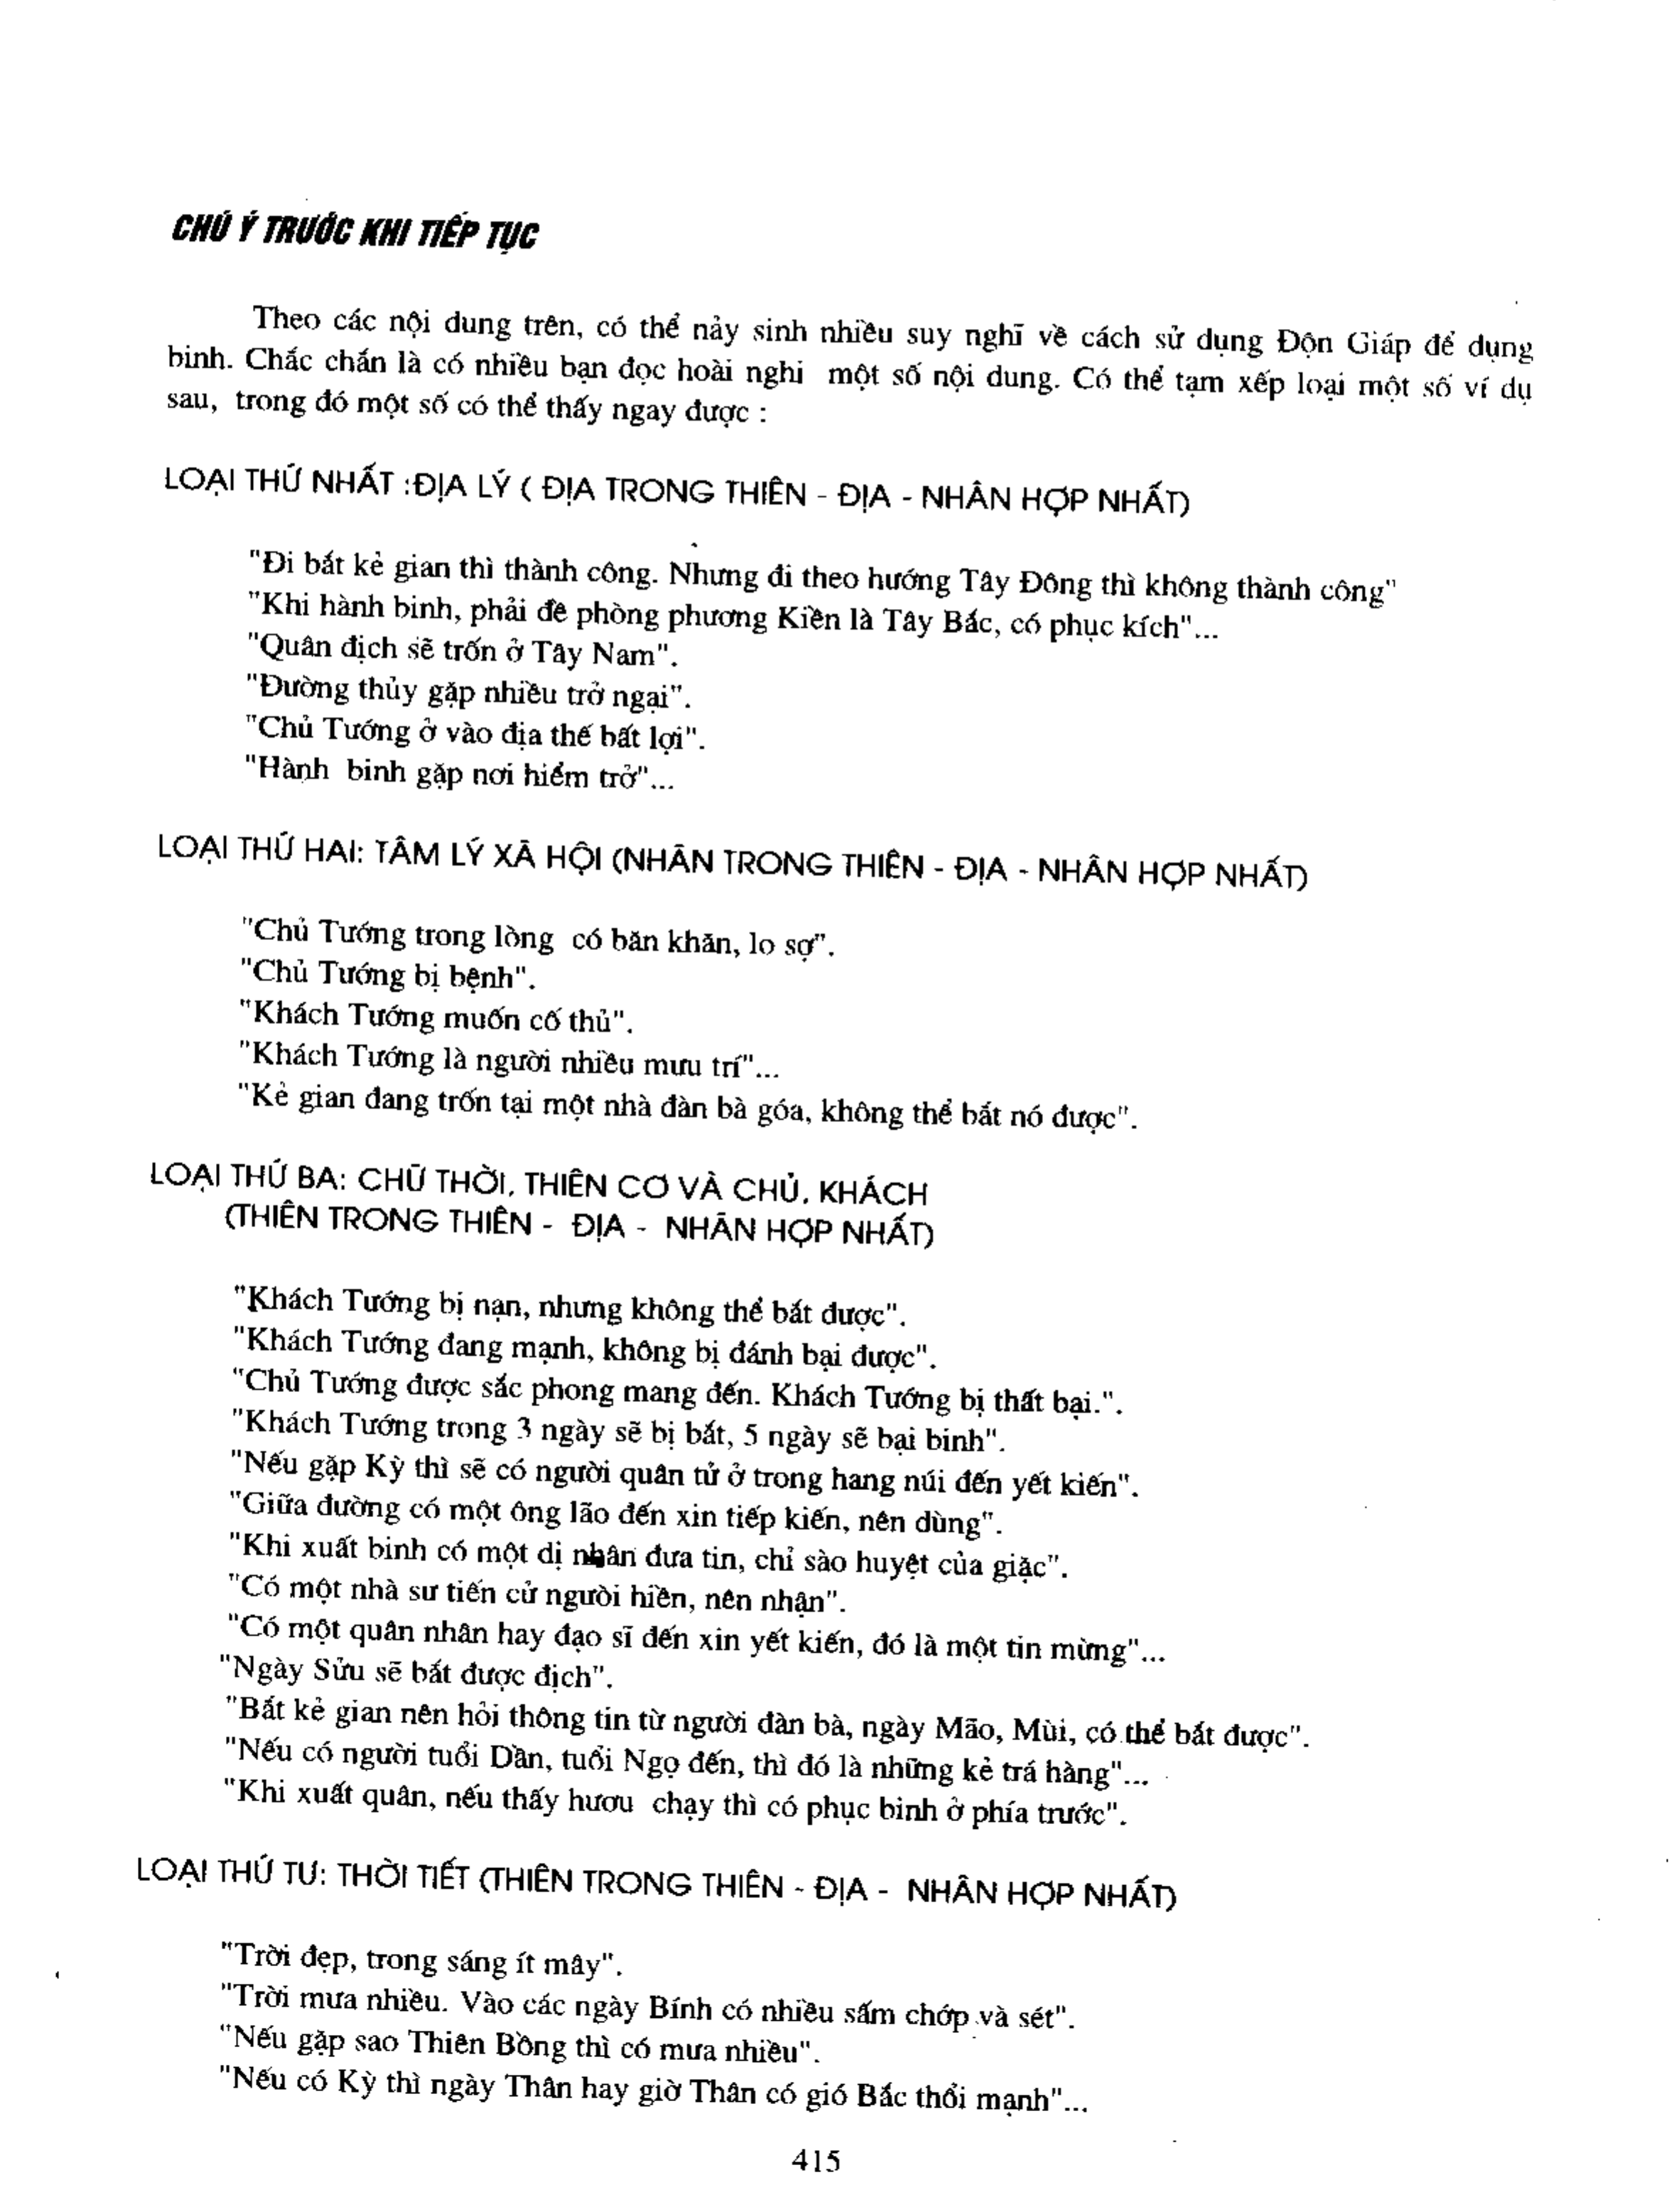 CHÚ Ý TRƯỚC KHI TIẾP TỤC
Theo các nội dung trên, có thể nảy sinh nhiều suy nghĩ về cách sử dụng Độn Giáp để dụng
binh. Chắc chắn là có nhiều bạn đọc hoài nghi một số nội dung. Có thể tạm xếp loại một số ví dụ
sau, trong đó một số có thể thấy ngay được :
LOẠI THỨ NHẤT :ĐỊA LÝ ( ĐỊA TRONG THIÊN - ĐỊA - NHÂN HỢP NHẤT)
"Đi bắt kẻ gian thì thành công. Nhưng đi theo hướng Tây Đông thì không thành công"
"Khi hành binh, phải đề phòng phương Kiền là Tây Bắc, có phục kích"...
"Quân địch sẽ trốn ở Tây Nam".
"Đường thủy gặp nhiều trở ngại".
"Chủ Tướng ở vào địa thế bất lợi".
"Hành binh gặp nơi hiểm trở"...
LOẠI THỨ HAI: TÂM LÝ XÃ HỘI (NHÂN TRONG THIÊN - ĐỊA - NHÂN HỢP NHẤT)
"Chủ Tướng trong lòng có băn khăn, lo sợ".
"Chủ Tướng bị bệnh".
"Khách Tướng muốn cố thủ".
"Khách Tướng là người nhiều mưu trí"...
"Kẻ gian đang trốn tại một nhà đàn bà góa, không thể bắt nó được".
LOẠI THỨ BA: CHỮ THỜI, THIÊN CƠ VÀ CHỦ, KHÁCH
(THIÊN TRONG THIÊN - ĐỊA - NHÂN HỢP NHẤT)
"Khách Tướng bị nạn, nhưng không thể bắt được".
"Khách Tướng đang mạnh, không bị đánh bại được".
"Chủ Tướng được sắc phong mang đến. Khách Tướng bị thất bại.".
"Khách Tướng trong 3 ngày sẽ bị bắt, 5 ngày sẽ bại binh".
"Nếu gặp Kỳ thì sẽ có người quân tử ở trong hang núi đến yết kiến".
"Giữa đường có một ông lão đến xin tiếp kiến, nên dùng".
"Khi xuất binh có một dị nhân đưa tin, chỉ sào huyệt của giặc".
"Có một nhà sư tiến cử người hiền, nên nhận".
"Có một quân nhân hay đạo sĩ đến xin yết kiến, đó là một tin mừng"...
"Ngày Sửu sẽ bắt được địch".
"Bắt kẻ gian nên hỏi thông tin từ người đàn bà, ngày Mão, Mùi, có thể bắt được".
"Nếu có người tuổi Dần, tuổi Ngọ đến, thì đó là những kẻ trá hàng"...
"Khi xuất quân, nếu thấy hươu chạy thì có phục binh ở phía trước".
LOẠI THỨ TƯ: THỜI TIẾT (THIÊN TRONG THIÊN - ĐỊA - NHÂN HỢP NHẤT)
"Trời đẹp, trong sáng ít mây".
"Trời mưa nhiều. Vào các ngày Bính có nhiều sấm chớp và sét".
"Nếu gặp sao Thiên Bồng thì có mưa nhiều".
"Nếu có Kỳ thì ngày Thân hay giờ Thân có gió Bắc thổi mạnh"...
415